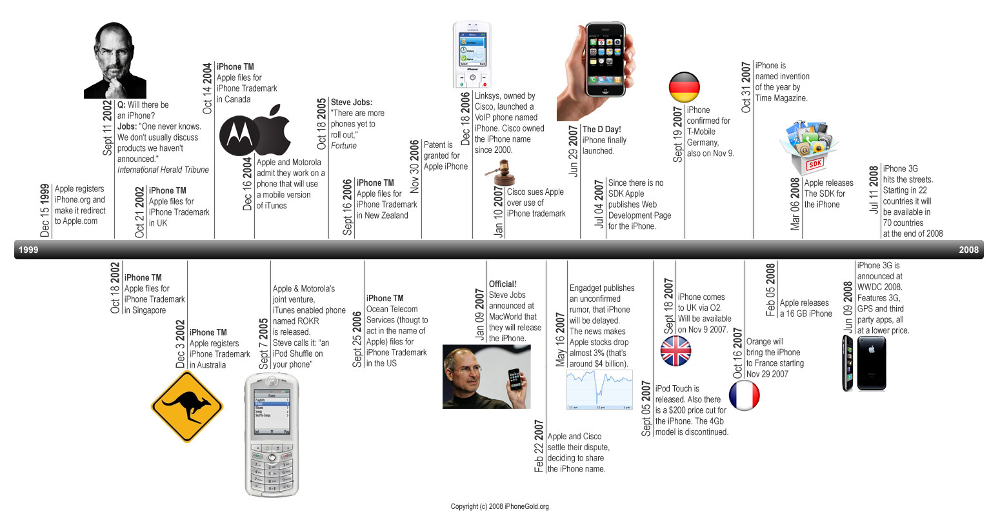 Sept 11 2002
Q: Will there be
an iPhone?
Jobs: "One never knows.
We don't usually discuss
products we haven't
announced."
International Herald Tribune
Oct 14 2004
iPhone TM
Apple files for
iPhone Trademark
in Canada
Oct 18 2005
Steve Jobs:
"There are more
phones yet to
roll out,"
Fortune
Dec 18 2006
Linksys, owned by
Cisco, launched a
VoIP phone named
iPhone. Cisco owned
the iPhone name
since 2000.
Jun 29 2007
The D Day!
iPhone finally
launched.
Sept 19 2007
iPhone
confirmed for
T-Mobile
Germany,
also on Nov 9.
Oct 31 2007
iPhone is
named invention
of the year by
Time Magazine.
Dec 15 1999
Apple registers
iPhone.org and
make it redirect
to Apple.com
Oct 21 2002
iPhone TM
Apple files for
iPhone Trademark
in UK
Dec 16 2004
Apple and Motorola
admit they work on a
phone that will use
a mobile version
of iTunes
Sept 16 2006
iPhone TM
Apple files for
iPhone Trademark
in New Zealand
Nov 30 2006
Patent is
granted for
Apple iPhone
Jan 10 2007
Cisco sues Apple
over use of
iPhone trademark
Jul 04 2007
Since there is no
SDK Apple
publishes Web
Development Page
for the iPhone.
SDK
Mar 06 2008
Apple releases
The SDK for
the iPhone
Jul 11 2008
iPhone 3G
hits the streets.
Starting in 22
countries it will
be available in
70 countries
at the end of 2008
1999
2008
Oct 18 2002
iPhone TM
Apple files for
iPhone Trademark
in Singapore
Dec 3 2002
iPhone TM
Apple registers
iPhone Trademark
in Australia
Sept 7 2005
Apple & Motorola's
joint venture,
iTunes enabled phone
named ROKR
is released.
Steve calls it: "an
iPod Shuffle on
your phone"
Sept 25 2006
iPhone TM
Ocean Telecom
Services (thougt to
act in the name of
Apple) files for
iPhone Trademark
in the US
Jan 09 2007
Official!
Steve Jobs
announced at
MacWorld that
they will release
the iPhone.
Feb 22 2007
Apple and Cisco
settle their dispute,
deciding to share
the iPhone name.
May 16 2007
Engadget publishes
an unconfirmed
rumor, that iPhone
will be delayed.
The news makes
Apple stocks drop
almost 3% (that's
around $4 billion).
11 am 12 pm 1 pm
Sept 05 2007
iPod Touch is
released. Also there
is a $200 price cut for
the iPhone. The 4Gb
model is discontinued.
Sept 18 2007
iPhone comes
to UK via O2.
Will be available
on Nov 9 2007.
Oct 16 2007
Orange will
bring the iPhone
to France starting
Nov 29 2007
Feb 05 2008
Apple releases
a 16 GB iPhone
Jun 09 2008
iPhone 3G is
announced at
WWDC 2008.
Features 3G,
GPS and third
party apps, all
at a lower price.
Copyright (c) 2008 iPhoneGold.org